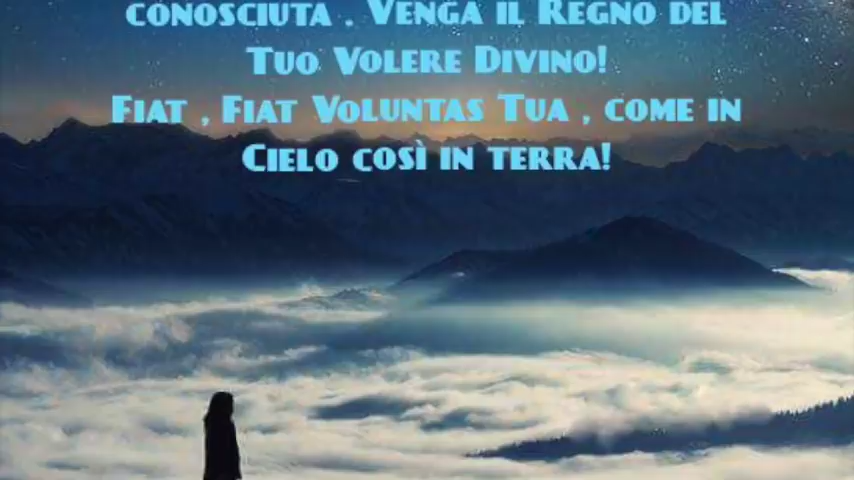 CONOSCIUTA . VENGA IL REGNO DEL
TUO VOLERE DIVINO!
FIAT , FIAT VOLUNTAS TUA , COME IN
CIELO COSÌ IN TERRA!